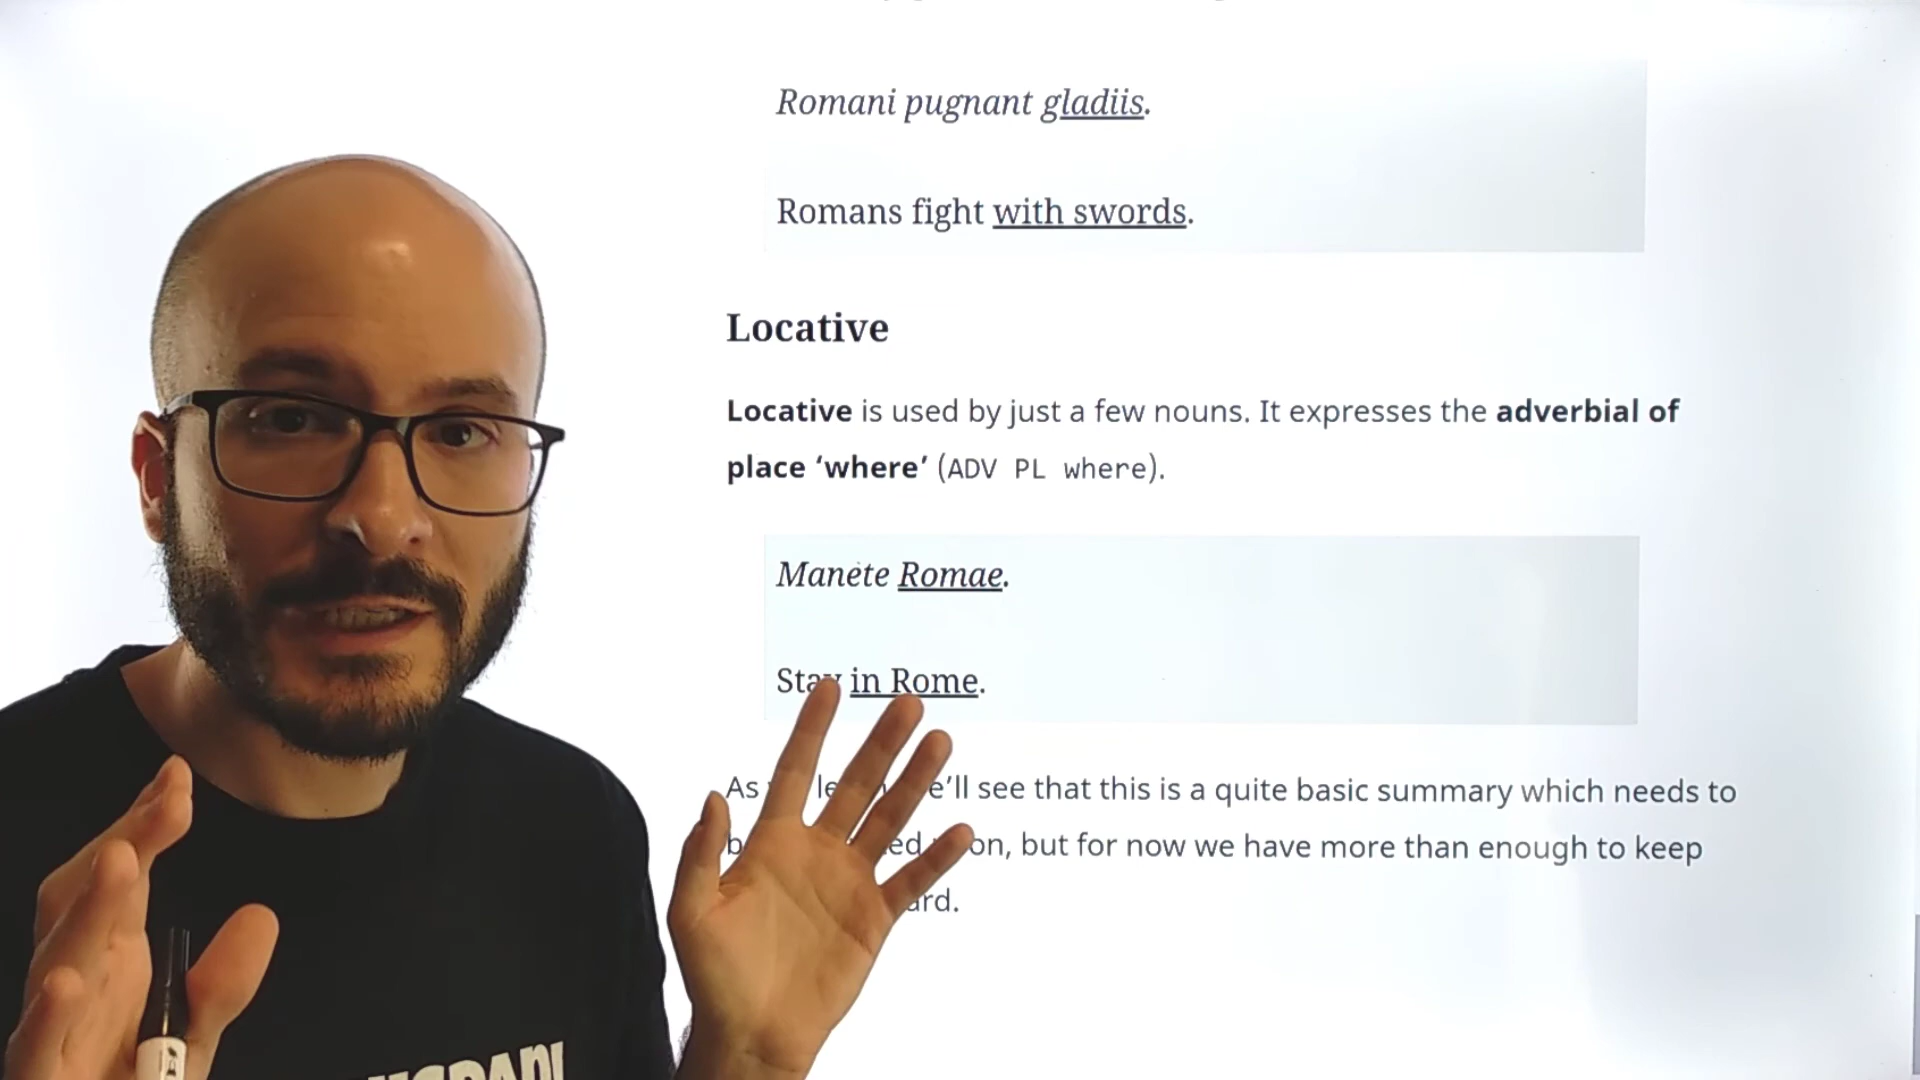 Romani pugnant gladiis.
Romans fight with swords.
Locative
Locative is used by just a few nouns. It expresses the adverbial of
place ‘where’ (ADV PL where).
Manete Romae.
Stay in Rome.
As see that this is a quite basic summary which needs to
on, but for now we have more than enough to keep